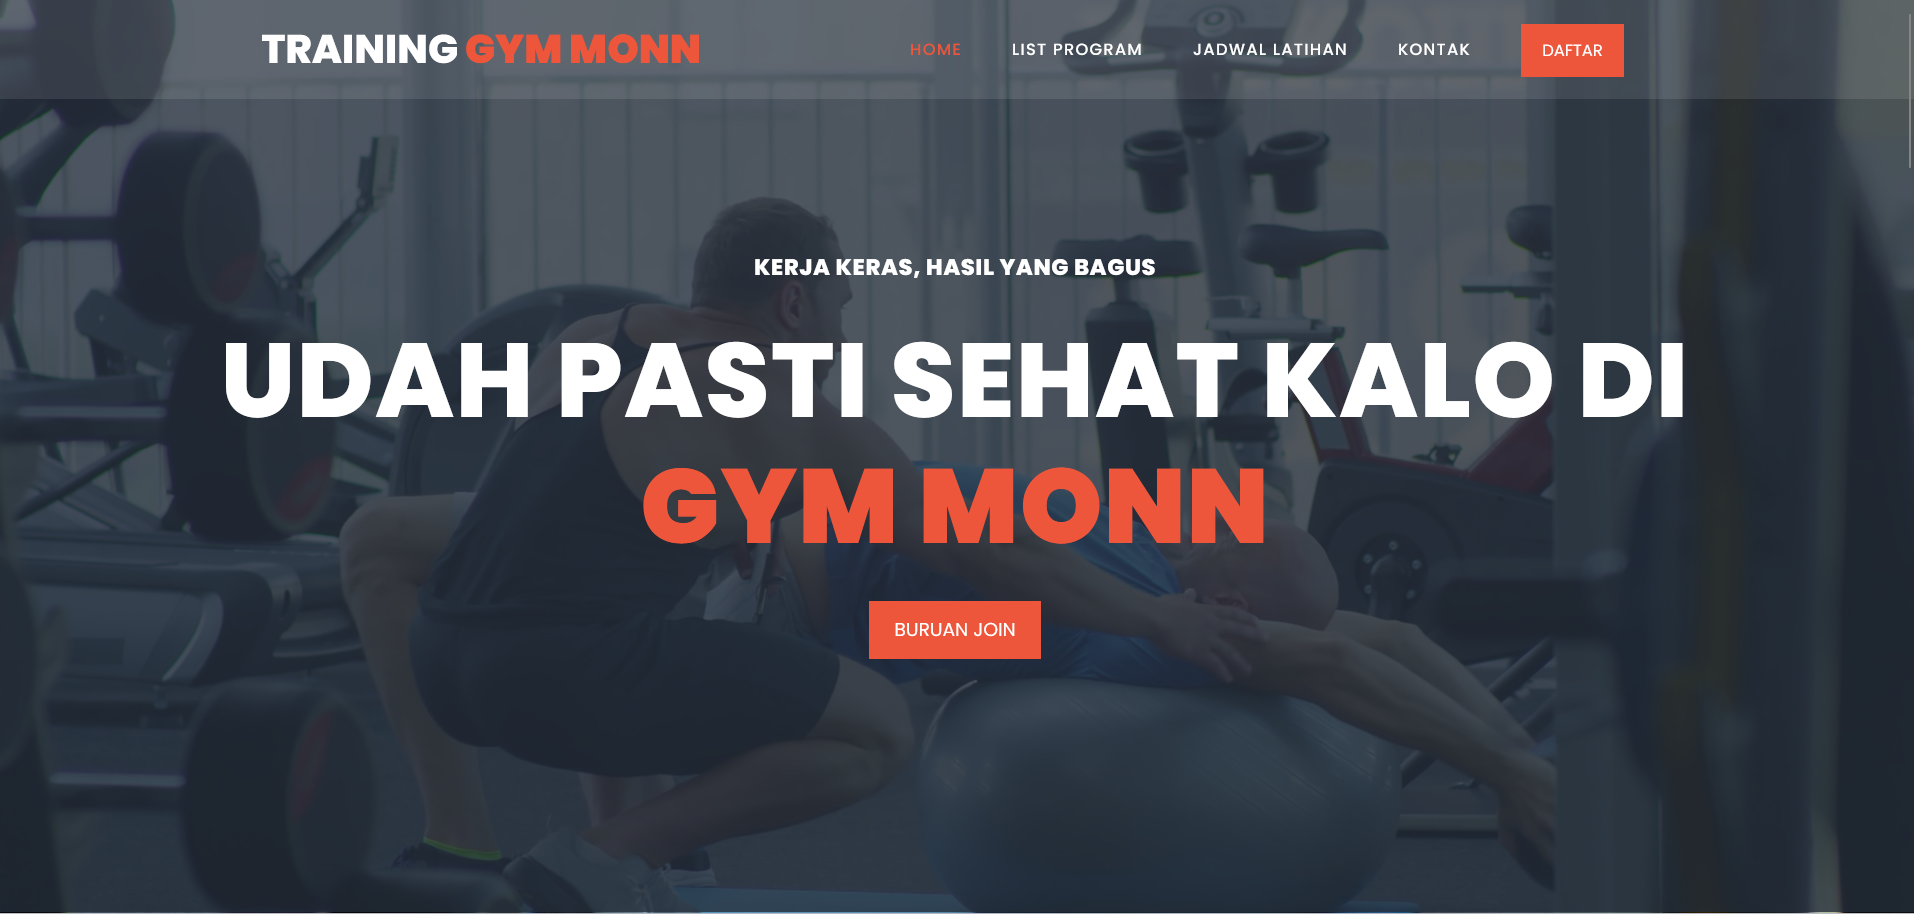 TRAINING GYM MONN
HOME LIST PROGRAM JADWAL LATIHAN KONTAK DAFTAR
KERJA KERAS, HASIL YANG BAGUS
UDAH PASTI SEHAT KALO DI
GYM MONN
BURUAN JOIN